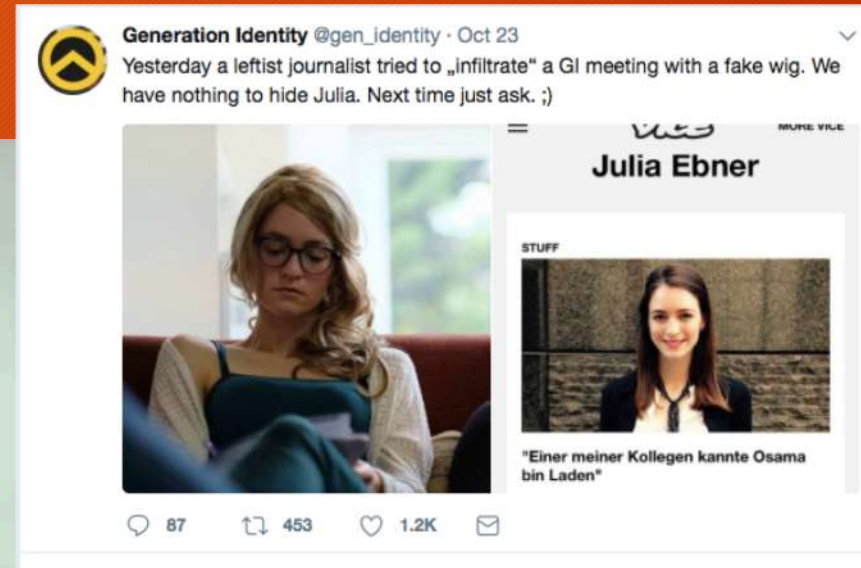 Generation Identity @gen_identity · Oct 23
Yesterday a leftist journalist tried to „infiltrate“ a GI meeting with a fake wig. We
have nothing to hide Julia. Next time just ask. ;)
MORE VICE
Julia Ebner
STUFF
"Einer meiner Kollegen kannte Osama
bin Laden"
87 453 1.2K